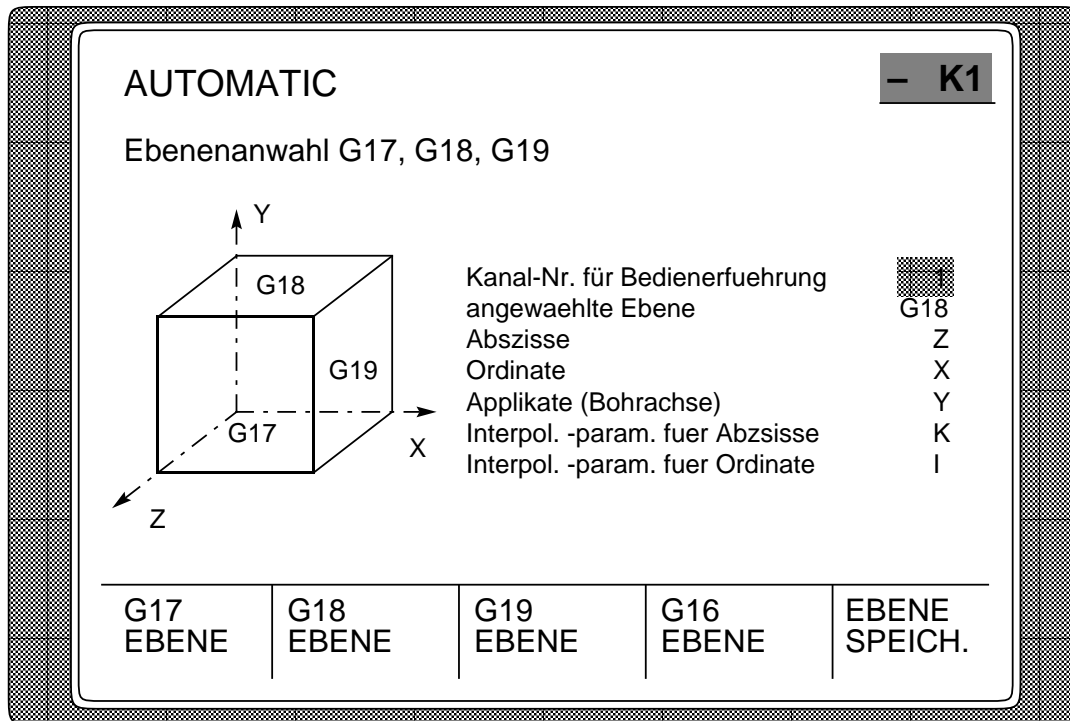 AUTOMATIC
– K1
Ebenenanwahl G17, G18, G19
Y
G18
G19
G17
X
Z
Kanal-Nr. für Bedienerfuehrung 1
angewaehlte Ebene G18
Abszisse Z
Ordinate X
Applikate (Bohrachse) Y
Interpol. -param. fuer Abzsisse K
Interpol. -param. fuer Ordinate I
G17 EBENE
G18 EBENE
G19 EBENE
G16 EBENE
EBENE SPEICH.